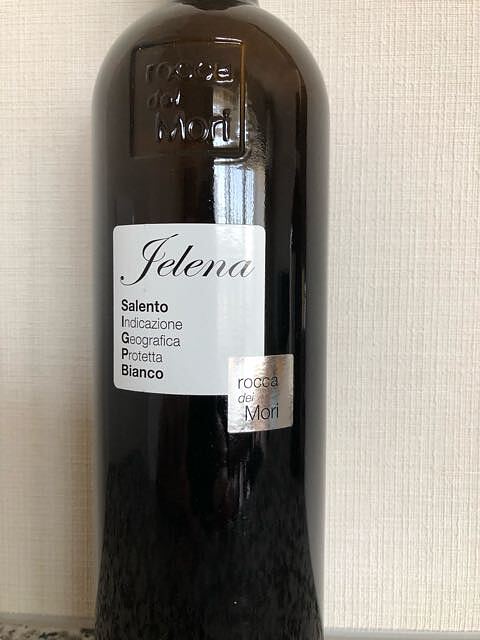 rocca
dei
Mori
Jelena
Salento
Indicazione
Geografica
Protetta
Bianco
rocca
dei
Mori